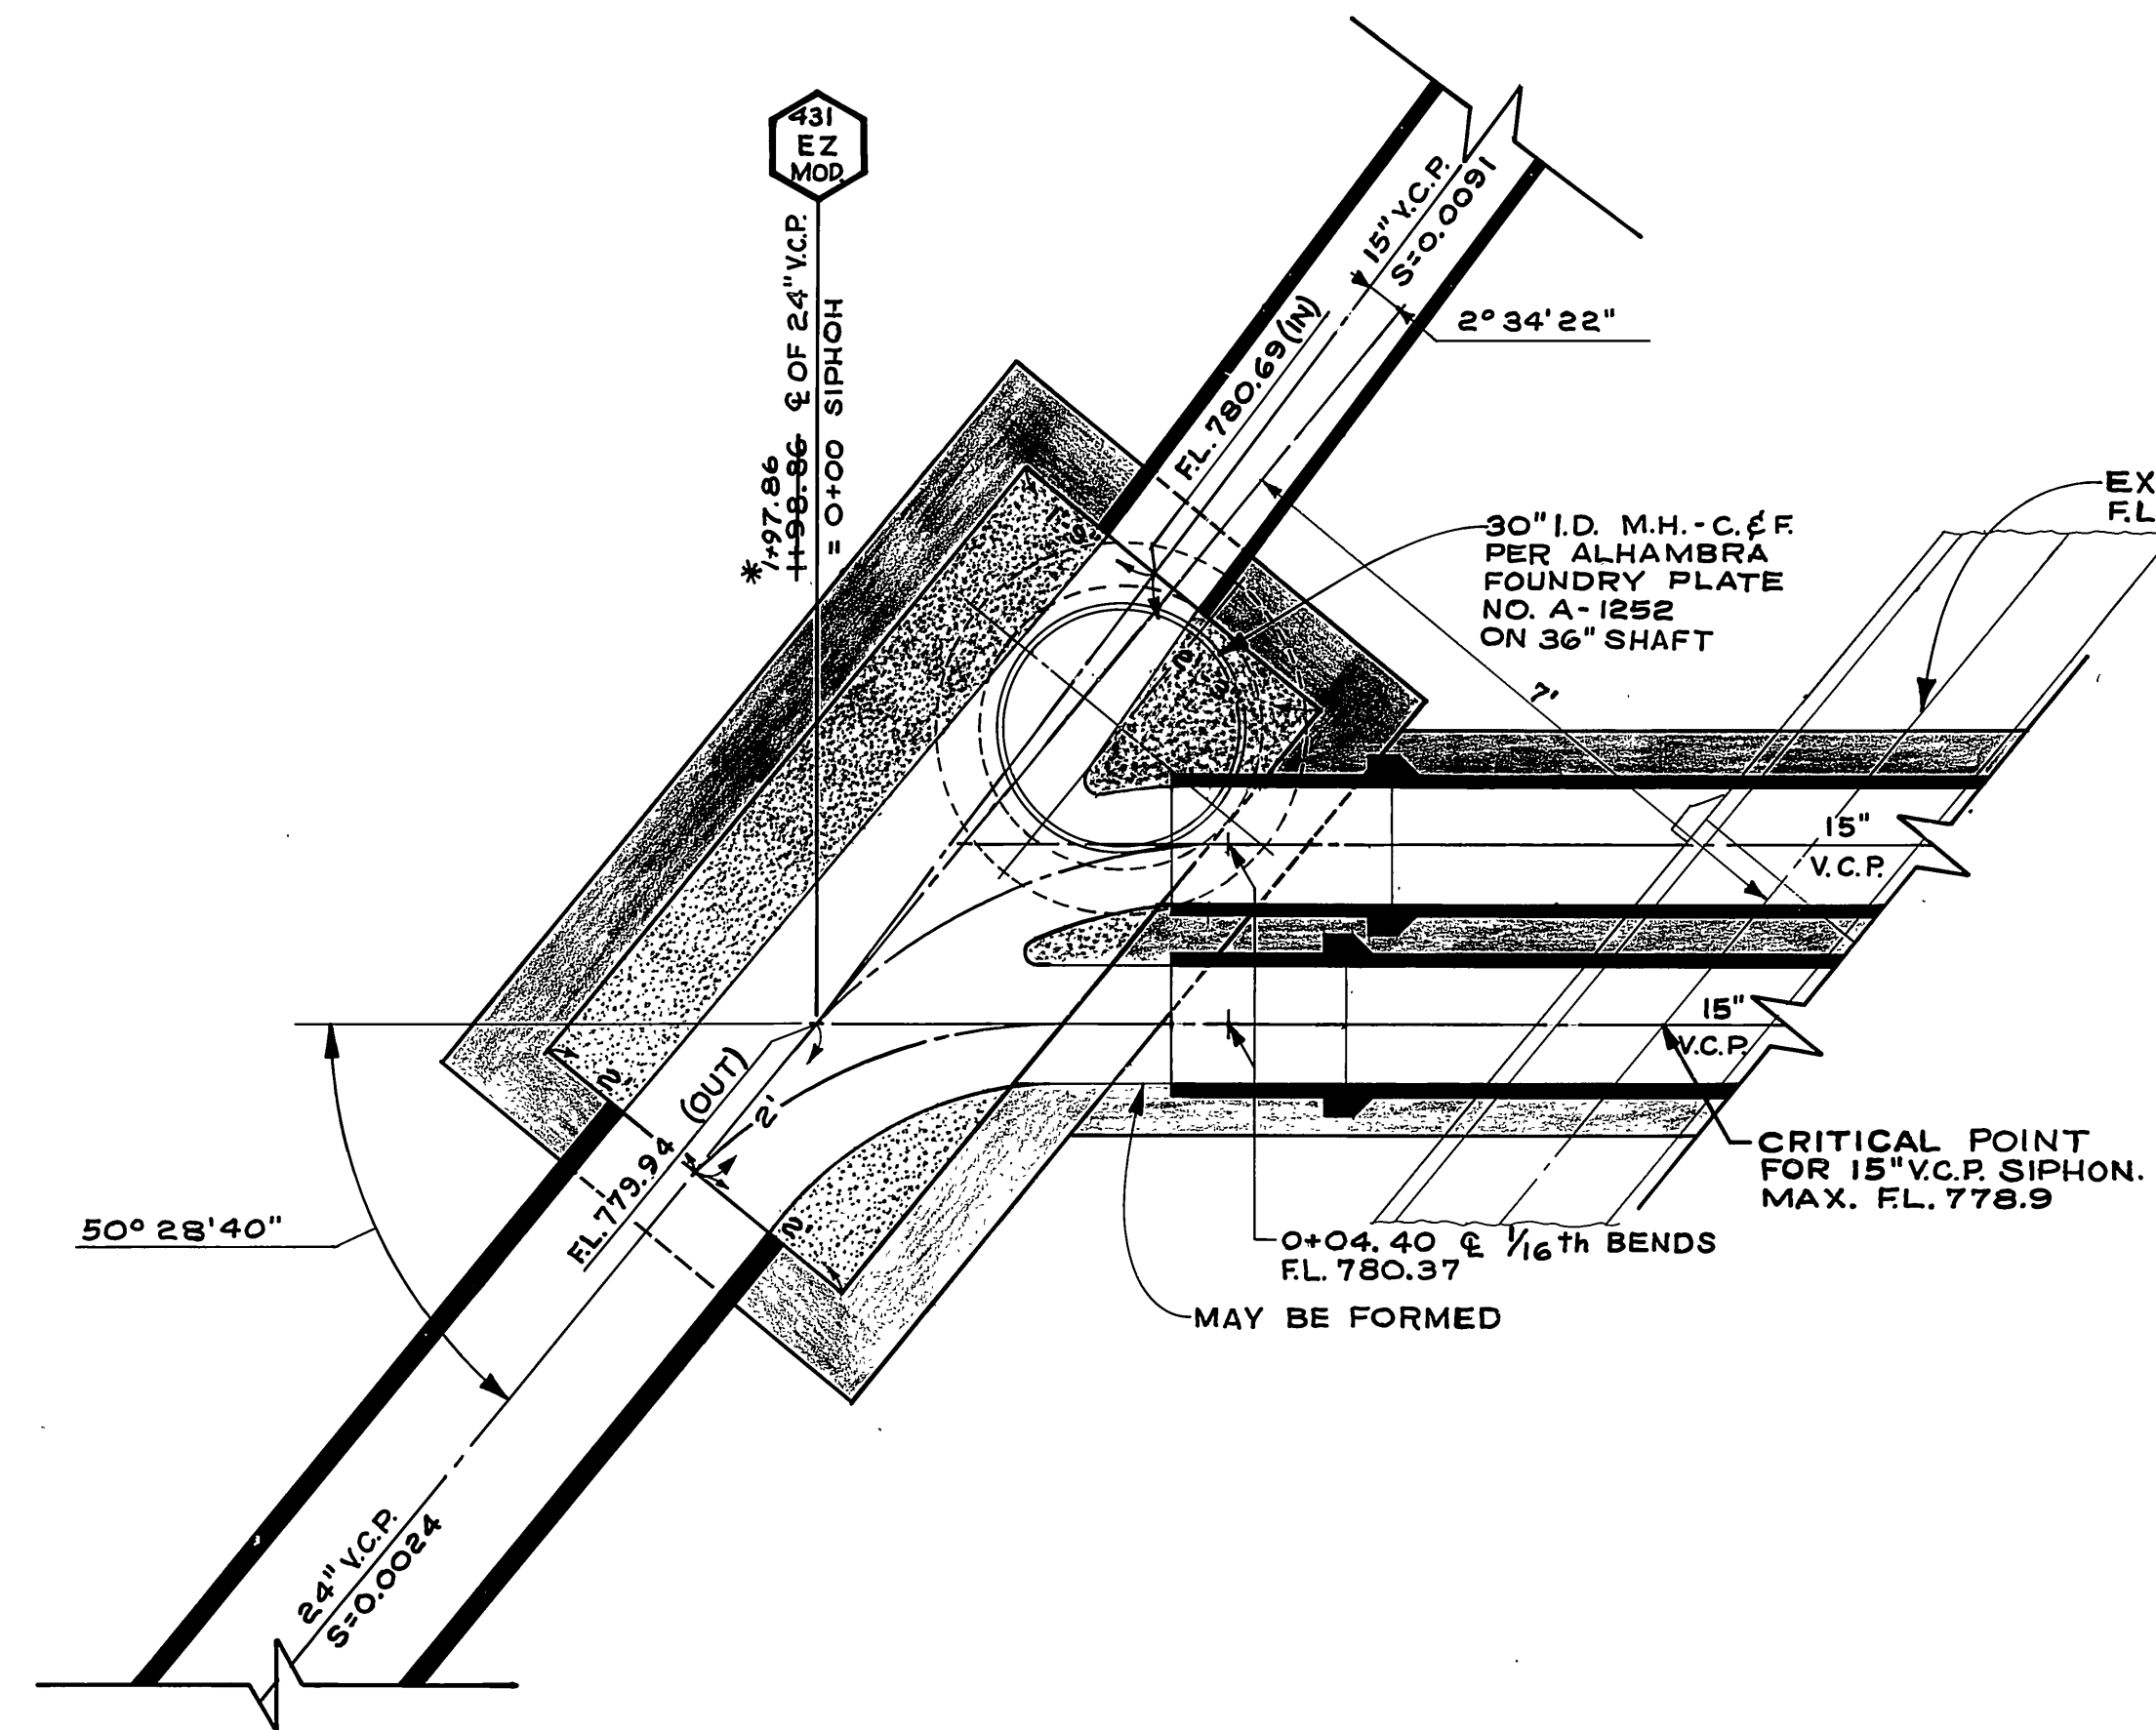 431
EZ
MOD.
*
1+97.86
1+98.86 ℄ OF 24" V.C.P.
= 0+00 SIPHON
15" V.C.P.
S=0.0091
2° 34' 22"
F.L. 780.69 (IN)
30" I.D. M.H. - C. & F.
PER ALHAMBRA
FOUNDRY PLATE
NO. A-1252
ON 36" SHAFT
EX
F.L
7'
15"
V.C.P.
15"
V.C.P.
2'
2'
2'
2'
F.L. 779.94 (OUT)
50° 28' 40"
CRITICAL POINT
FOR 15" V.C.P. SIPHON.
MAX. F.L. 778.9
0+04.40 ℄ 1/16th BENDS
F.L. 780.37
MAY BE FORMED
24" V.C.P.
S=0.0024